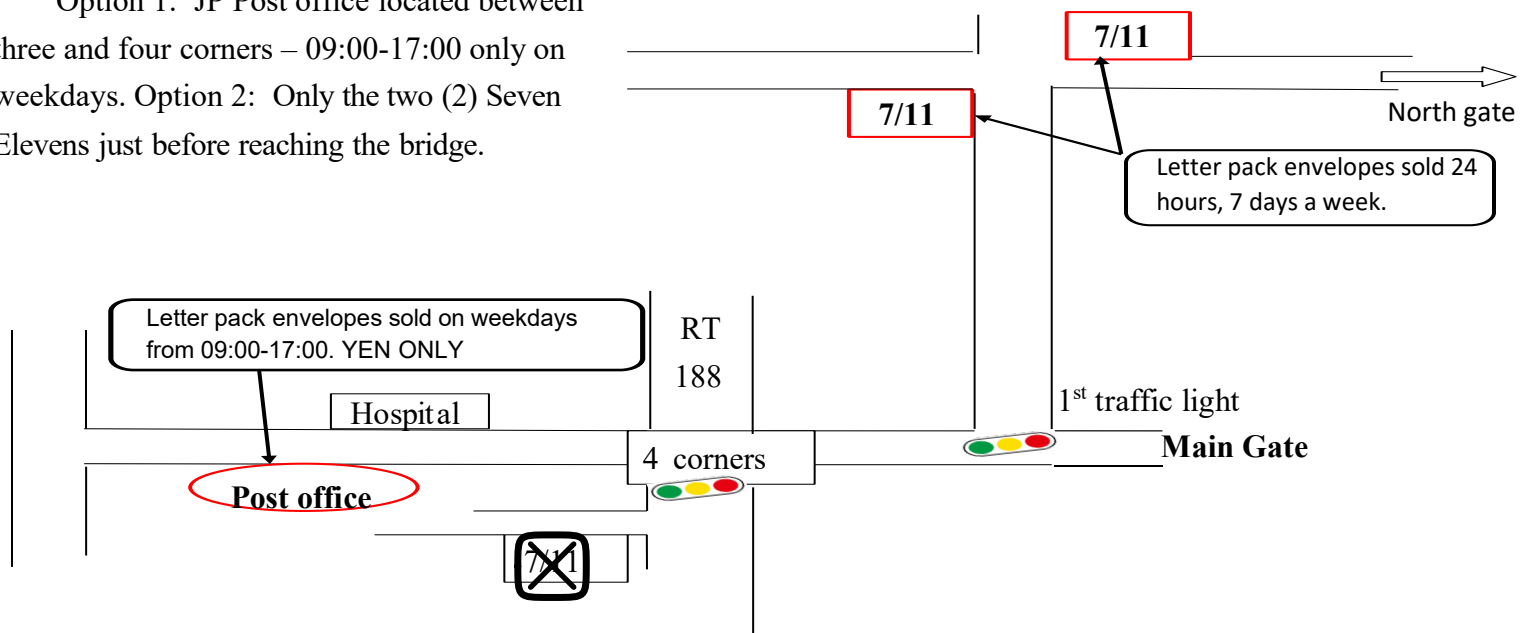 Option 1: JP Post office located between
three and four corners – 09:00-17:00 only on
weekdays. Option 2: Only the two (2) Seven
Elevens just before reaching the bridge.
7/11
7/11
North gate
Letter pack envelopes sold 24
hours, 7 days a week.
Letter pack envelopes sold on weekdays
from 09:00-17:00. YEN ONLY
RT
188
Hospital
1st traffic light
4 corners
Main Gate
Post office
7/11